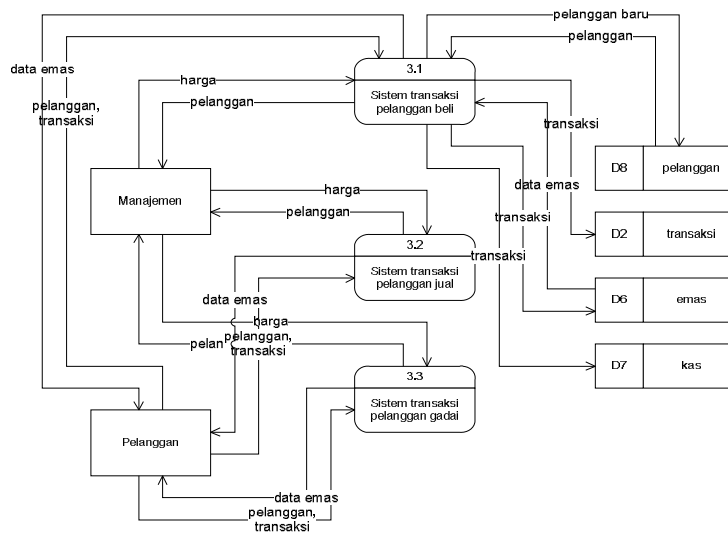 pelanggan baru
pelanggan
data emas
pelanggan,
transaksi
harga
pelanggan
3.1
Sistem transaksi
pelanggan beli
transaksi
D8 pelanggan
Manajemen
harga
pelanggan
data emas
transaksi
D2 transaksi
3.2
Sistem transaksi
pelanggan jual
transaksi
D6 emas
data emas
harga
pelanggan,
transaksi
pelan
D7 kas
3.3
Sistem transaksi
pelanggan gadai
Pelanggan
data emas
pelanggan,
transaksi